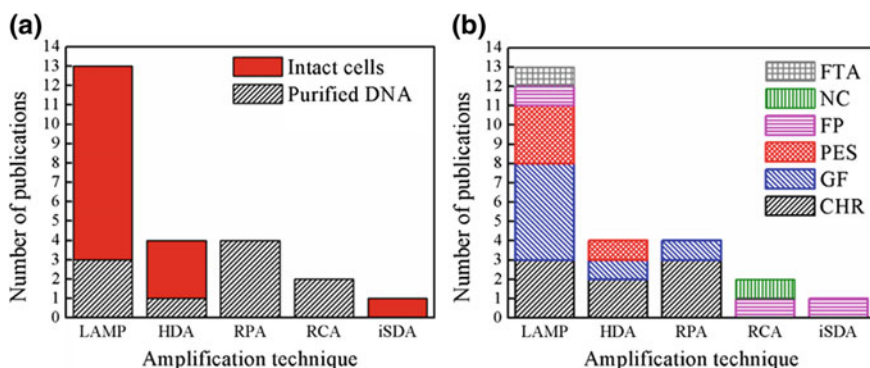 (a)
Number of publications
14
13
12
11
10
9
8
7
6
5
4
3
2
1
0
Intact cells
Purified DNA
LAMP HDA RPA RCA iSDA
Amplification technique
(b)
Number of publications
14
13
12
11
10
9
8
7
6
5
4
3
2
1
0
FTA
NC
FP
PES
GF
CHR
LAMP HDA RPA RCA iSDA
Amplification technique